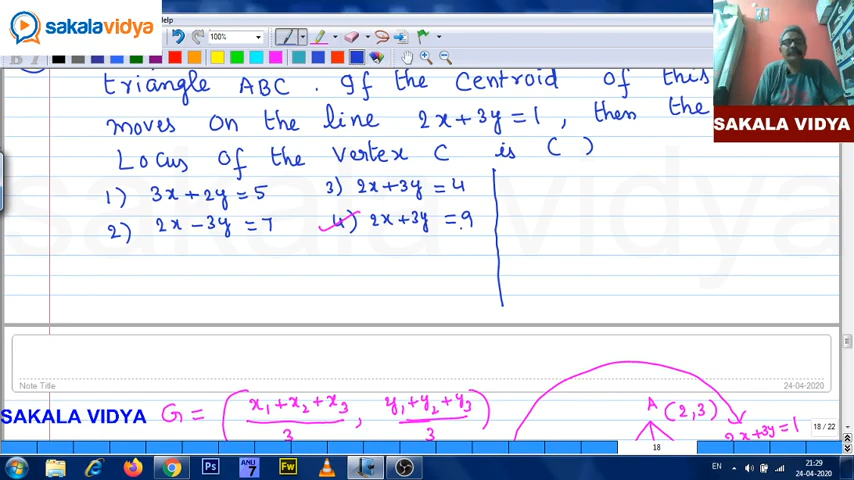 sakalavidya
Help
100%
triangle ABC. If the Centroid of this
moves on the line 2x+3y=1, then the
Locus of the vertex C is ( )
1) 3x+2y=5 3) 2x+3y=4
2) 2x-3y=7 4) 2x+3y=9
SAKALA VIDYA
Note Title
24-04-2020
SAKALA VIDYA
G = (x₁+x₂+x₃/3, y₁+y₂+y₃/3)
A (2,3)
2x+3y=1
18 / 22
18
EN
21:29
24-04-2020